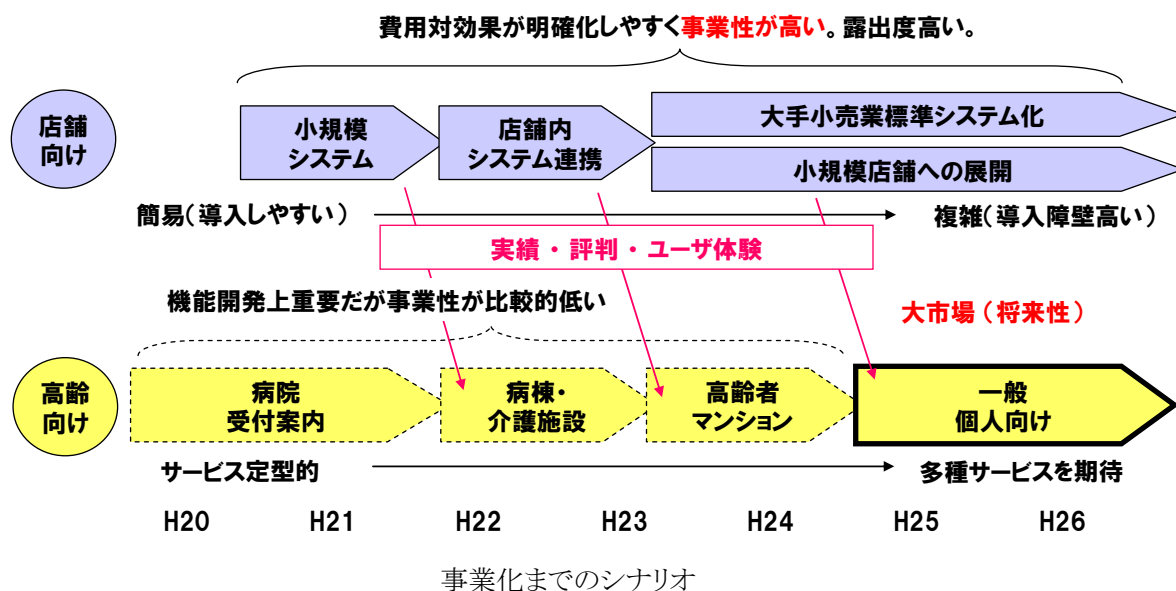 費用対効果が明確化しやすく事業性が高い。露出度高い。
店舗
向け
小規模
システム
店舗内
システム連携
大手小売業標準システム化
小規模店舗への展開
簡易(導入しやすい)
複雑(導入障壁高い)
実績・評判・ユーザ体験
機能開発上重要だが事業性が比較的低い
大市場(将来性)
高齢
向け
病院
受付案内
病棟・
介護施設
高齢者
マンション
一般
個人向け
サービス定型的
多種サービスを期待
H20 H21 H22 H23 H24 H25 H26
事業化までのシナリオ